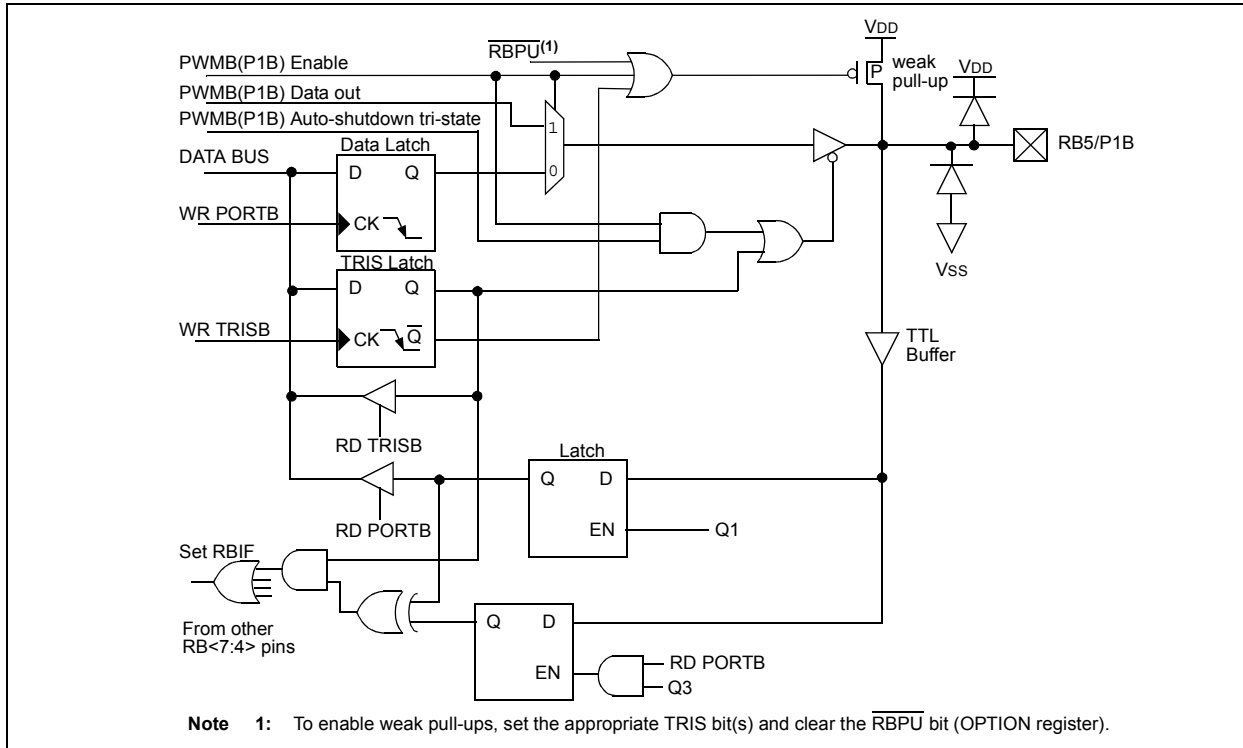 VDD
RBPU(1)
PWMB(P1B) Enable
weak
pull-up
P
VDD
PWMB(P1B) Data out
1
PWMB(P1B) Auto-shutdown tri-state
Data Latch
RB5/P1B
DATA BUS
D Q
0
WR PORTB
CK
TRIS Latch
VSS
D Q
WR TRISB
CK Q
TTL
Buffer
RD TRISB
Latch
Q D
RD PORTB
EN
Q1
Set RBIF
Q D
From other
RB<7:4> pins
EN
RD PORTB
Q3
Note 1: To enable weak pull-ups, set the appropriate TRIS bit(s) and clear the RBPU bit (OPTION register).